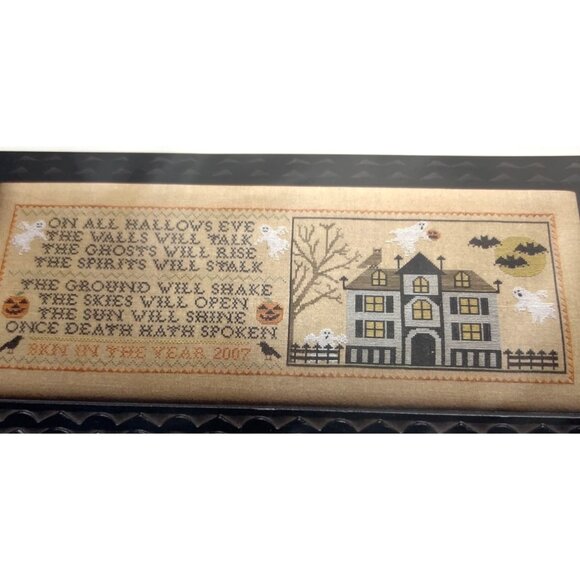 ON ALL HALLOWS EVE
THE WALLS WILL TALK
THE GHOSTS WILL RISE
THE SPIRITS WILL STALK
THE GROUND WILL SHAKE
THE SKIES WILL OPEN
THE SUN WILL SHINE
ONCE DEATH HATH SPOKEN
IN THE YEAR 2007